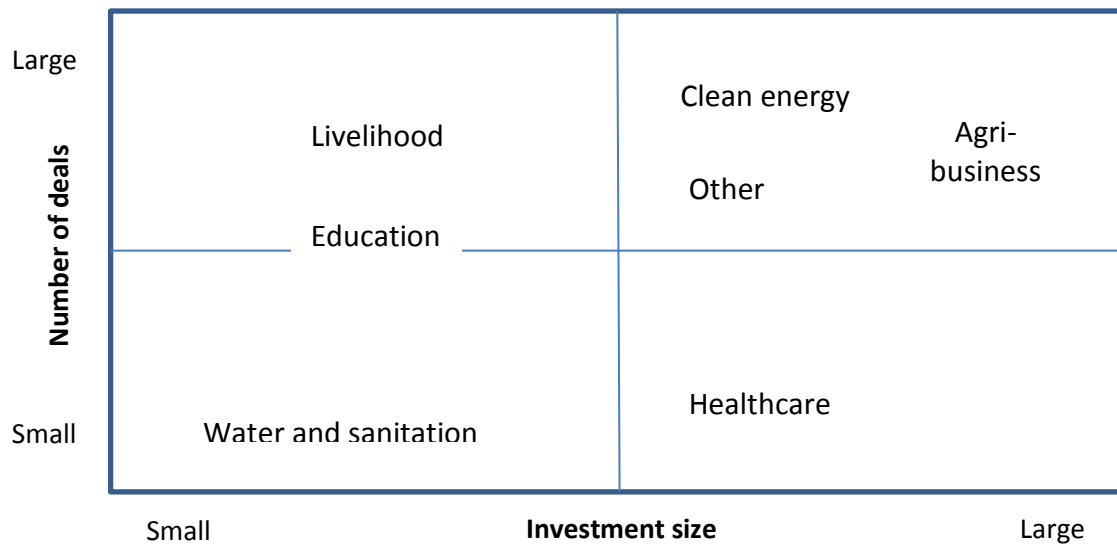 Large
Clean energy
Agri-
business
Livelihood
Other
Education
Number of deals
Healthcare
Small
Water and sanitation
Small
Investment size
Large